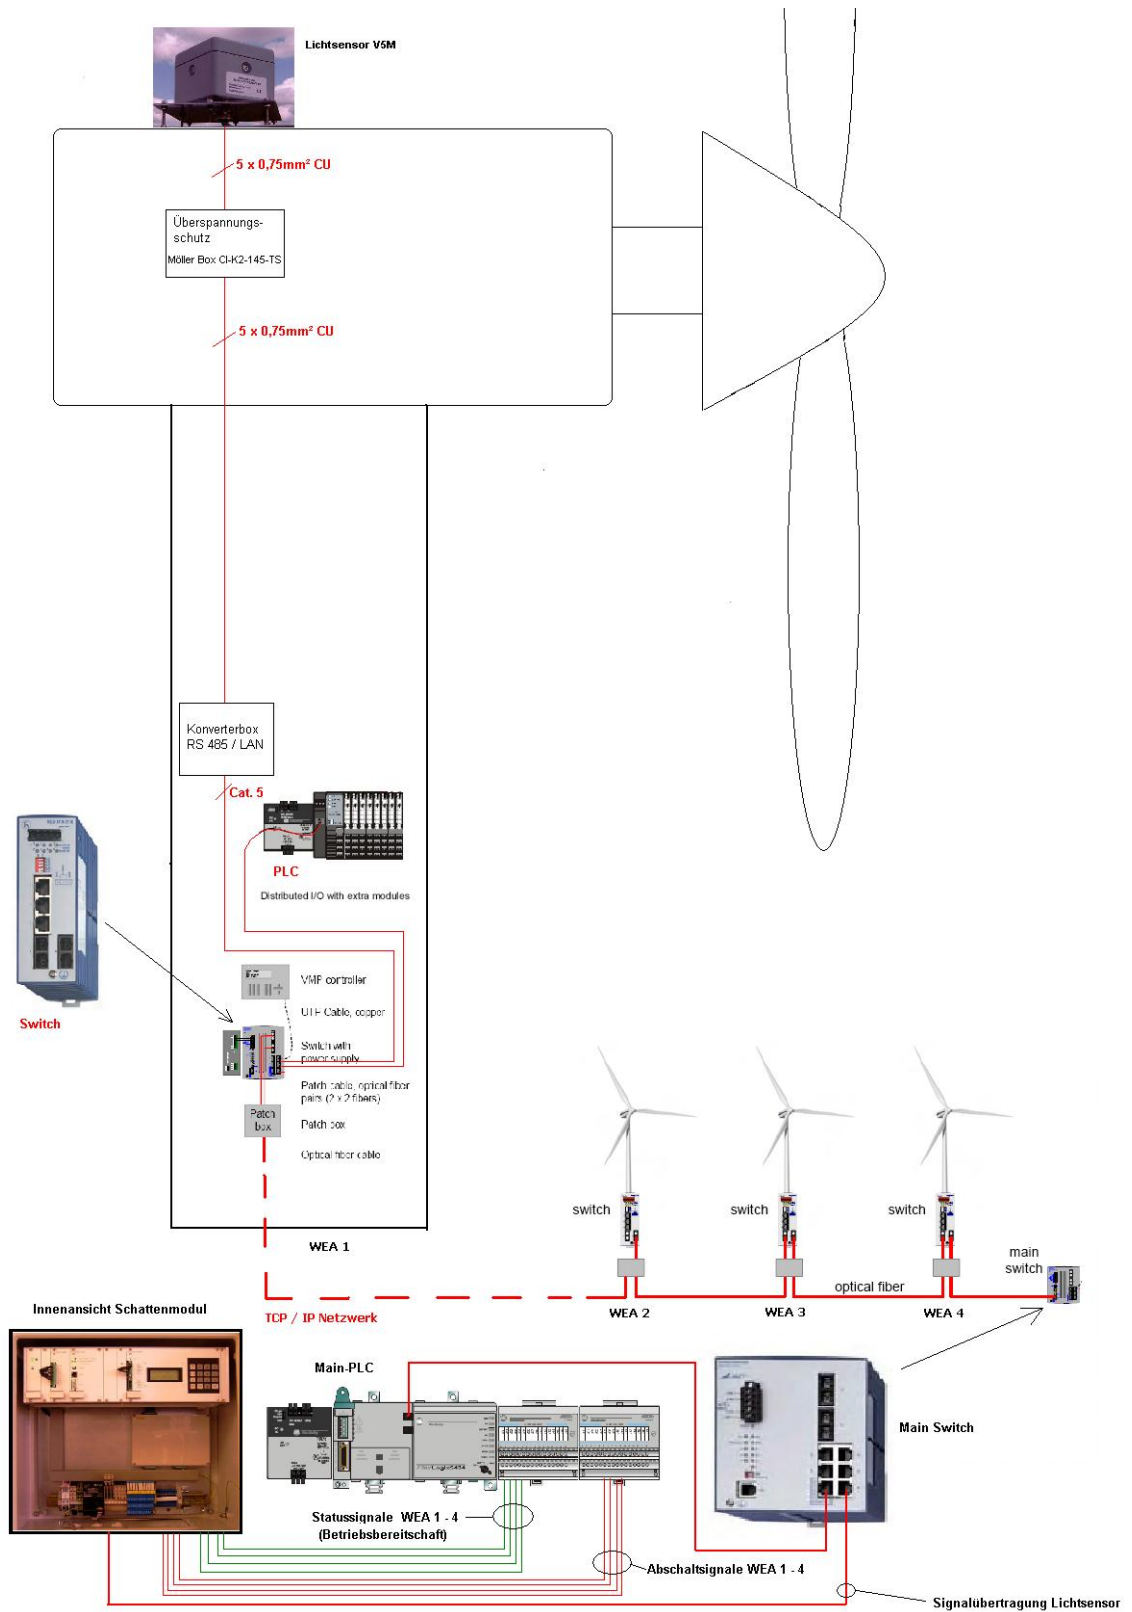 Lichtsensor V5M
5 x 0,75mm² CU
Überspannungs-
schutz
Möller Box CI-K2-145-TS
5 x 0,75mm² CU
Konverterbox
RS 485 / LAN
Cat. 5
PLC
Distributed I/O with extra modules
Switch
VMP controller
UTP Cable, copper
Switch with
power supply
Patch cable, optical fiber
pairs (2 x 2 fibers)
Patch
box
Patch box
Optical fiber cable
WEA 1
switch
switch
switch
main
switch
optical fiber
WEA 2
WEA 3
WEA 4
TCP / IP Netzwerk
Innenansicht Schattenmodul
Main-PLC
Main Switch
Statussignale WEA 1 - 4
(Betriebsbereitschaft)
Abschaltsignale WEA 1 - 4
Signalübertragung Lichtsensor